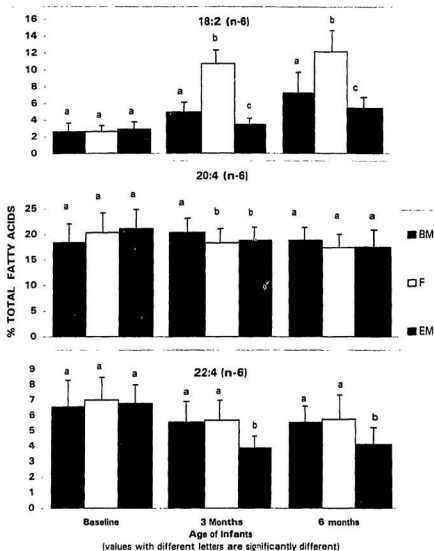 18:2 (n-6)
16
14
12
10
8
6
4
2
0
a a a
a b c
a b c
20:4 (n-6)
25
20
15
10
5
0
a a a
a b b
a a a
% TOTAL FATTY ACIDS
BM
F
EM
22:4 (n-6)
9
8
7
6
5
4
3
2
1
0
a a a
a a b
a a b
Baseline 3 Months 6 months
Age of Infants
(values with different letters are significantly different)